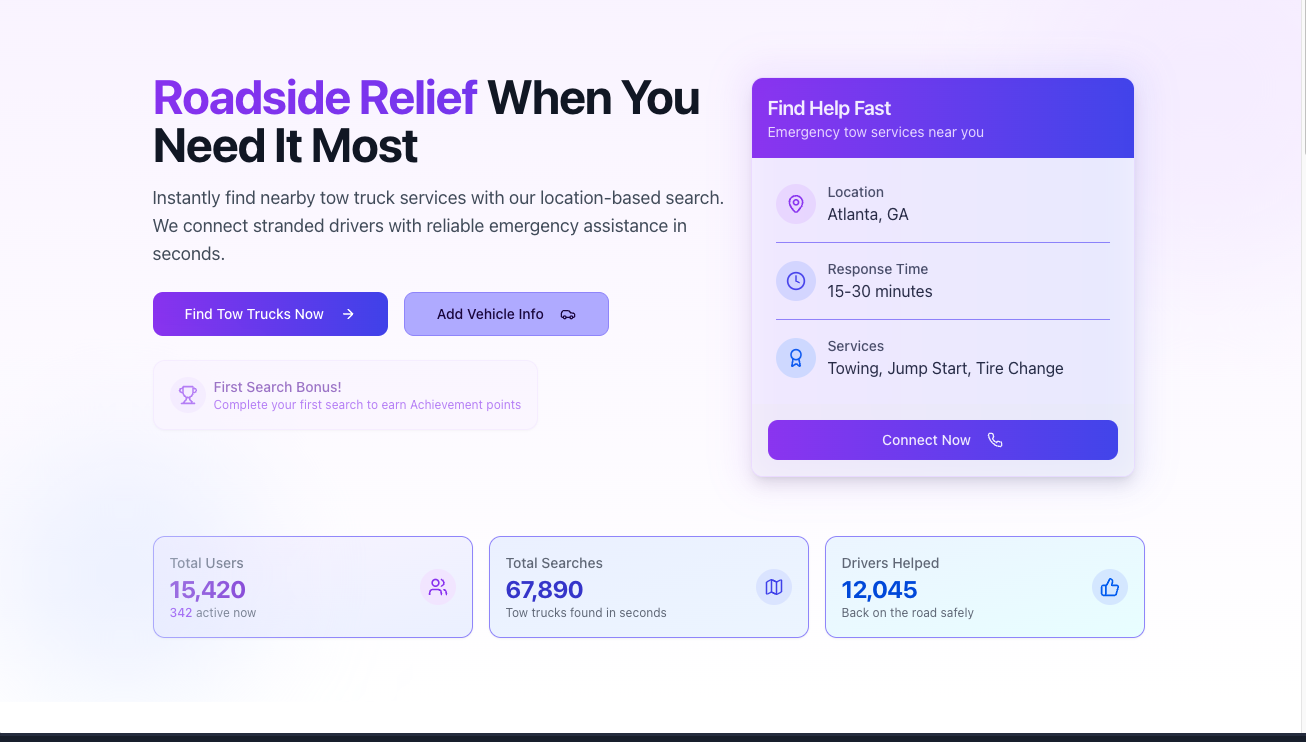 Roadside Relief When You
Need It Most
Instantly find nearby tow truck services with our location-based search.
We connect stranded drivers with reliable emergency assistance in
seconds.
Find Tow Trucks Now
Add Vehicle Info
First Search Bonus!
Complete your first search to earn Achievement points
Find Help Fast
Emergency tow services near you
Location
Atlanta, GA
Response Time
15-30 minutes
Services
Towing, Jump Start, Tire Change
Connect Now
Total Users
15,420
342 active now
Total Searches
67,890
Tow trucks found in seconds
Drivers Helped
12,045
Back on the road safely